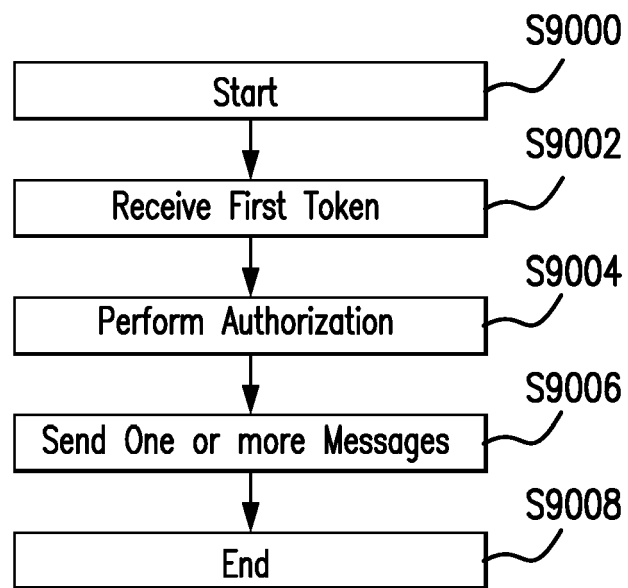 S9000
Start
S9002
Receive First Token
S9004
Perform Authorization
S9006
Send One or more Messages
S9008
End